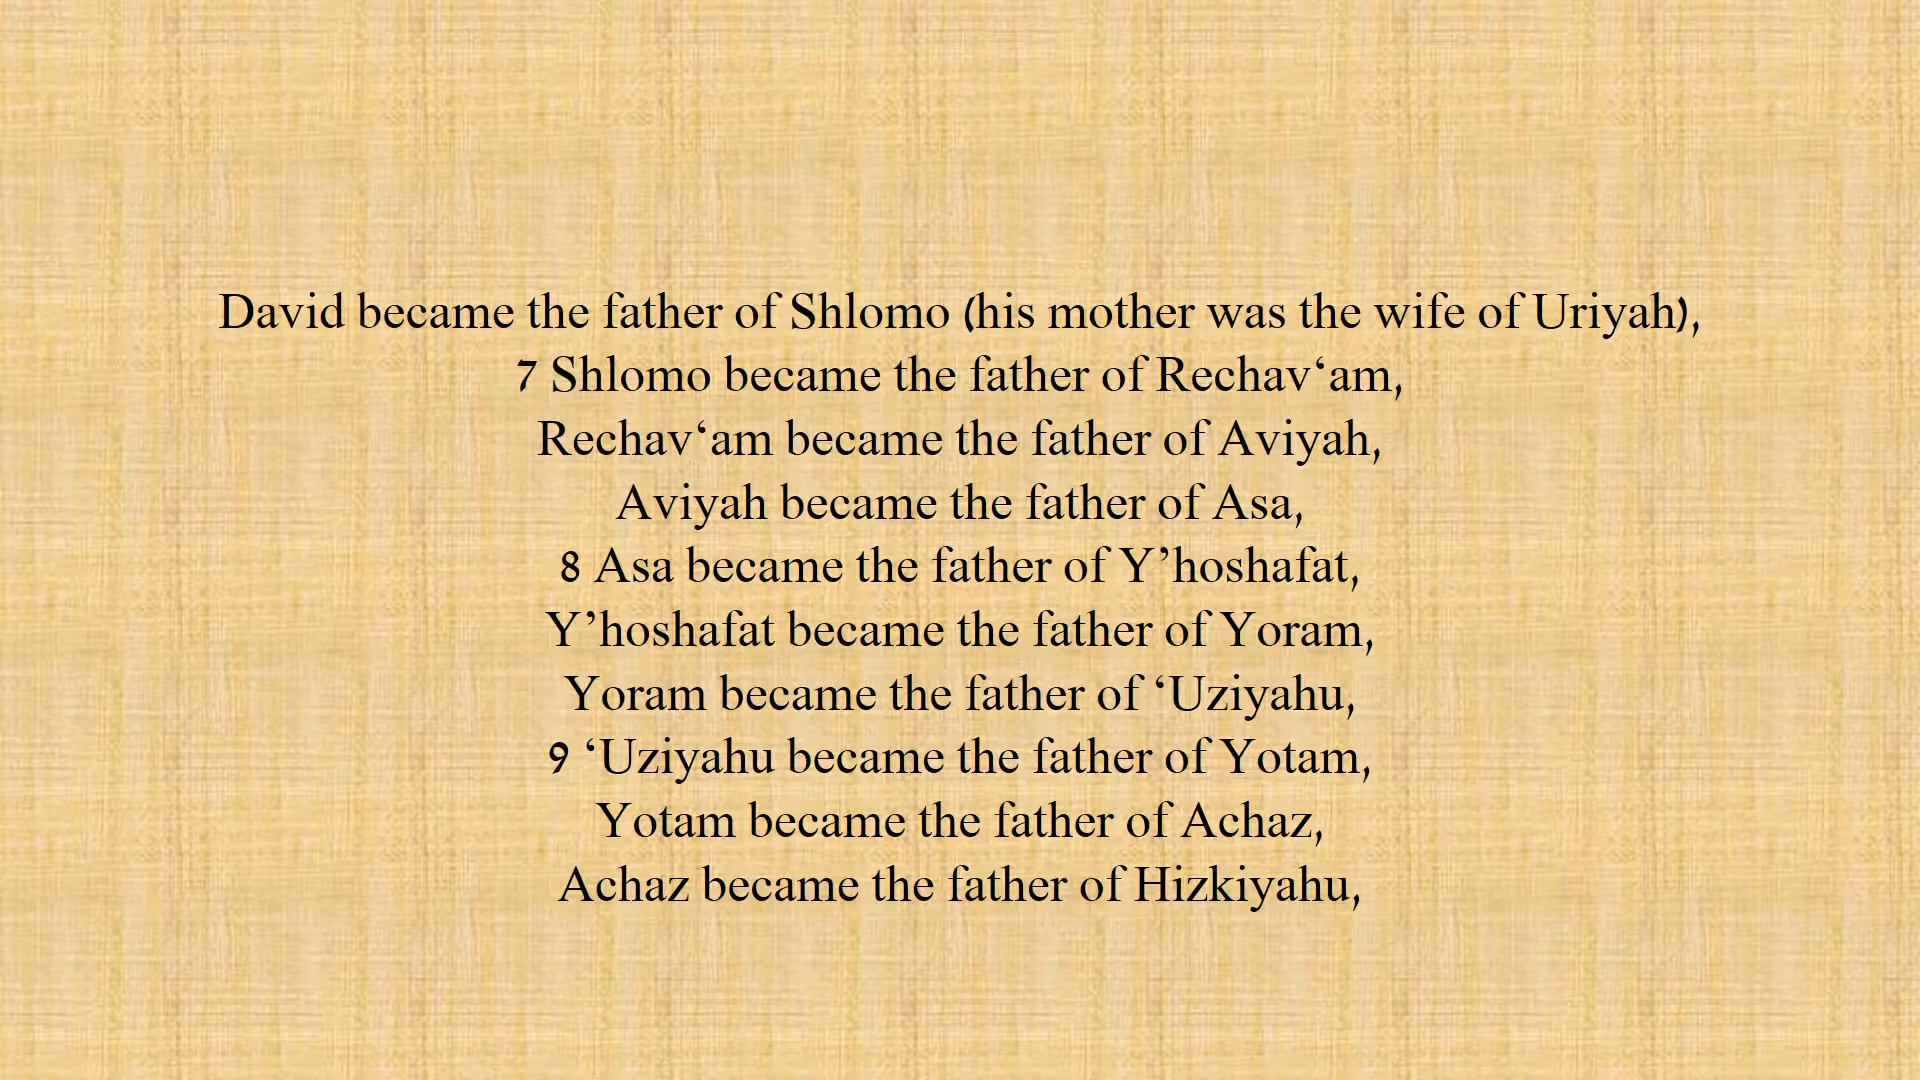 David became the father of Shlomo (his mother was the wife of Uriyah),
7 Shlomo became the father of Rechav‘am,
Rechav‘am became the father of Aviyah,
Aviyah became the father of Asa,
8 Asa became the father of Y’hoshafat,
Y’hoshafat became the father of Yoram,
Yoram became the father of ‘Uziyahu,
9 ‘Uziyahu became the father of Yotam,
Yotam became the father of Achaz,
Achaz became the father of Hizkiyahu,